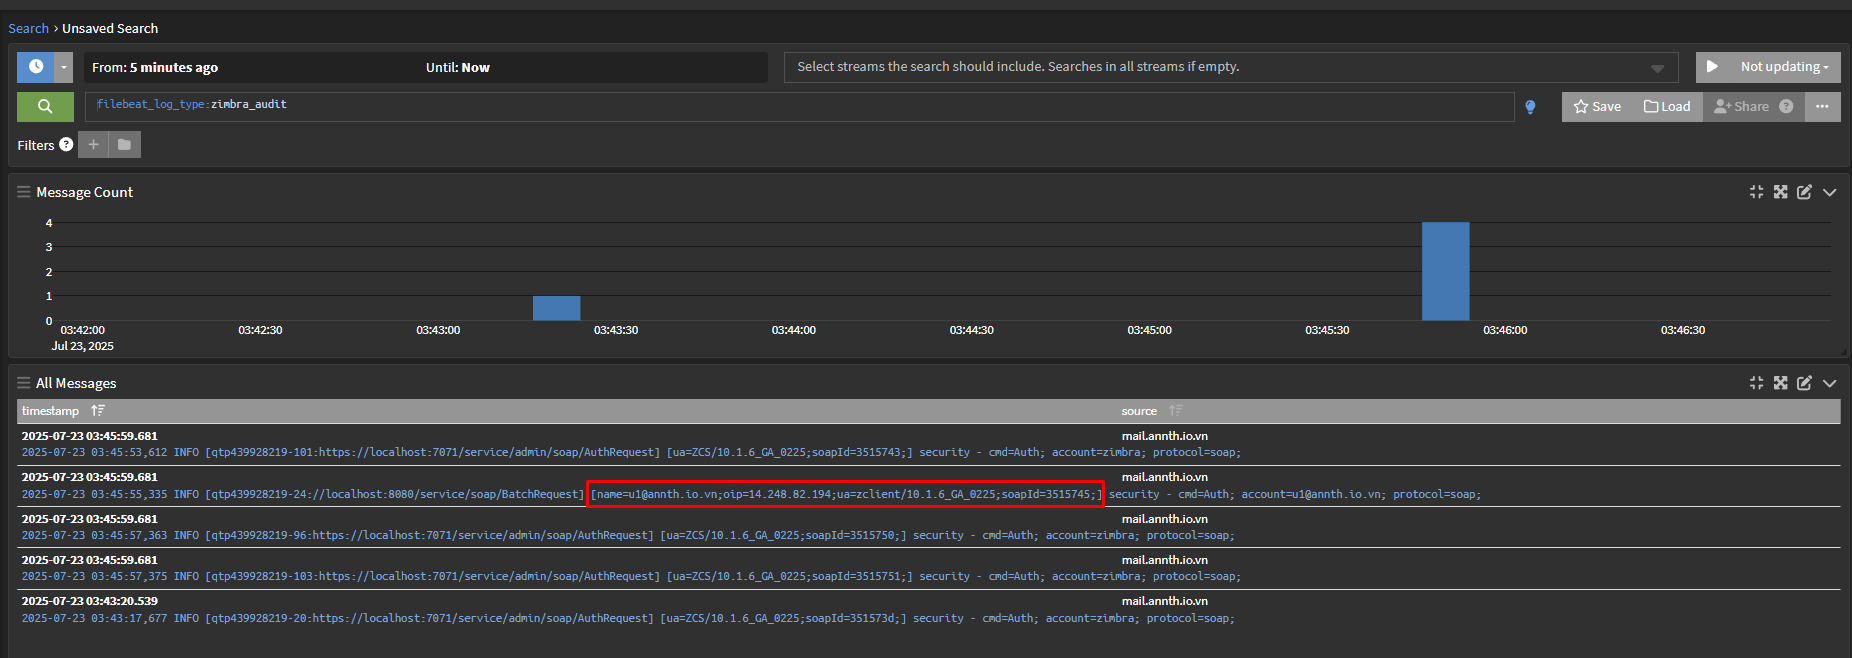 Search › Unsaved Search
From: 5 minutes ago Until: Now Select streams the search should include. Searches in all streams if empty. Not updating
filebeat_log_type:zimbra_audit Save Load Share ? ...
Filters ? +
Message Count
4
3
2
1
0
03:42:00 03:42:30 03:43:00 03:43:30 03:44:00 03:44:30 03:45:00 03:45:30 03:46:00 03:46:30
Jul 23, 2025
All Messages
timestamp source
2025-07-23 03:45:59.681 mail.annth.io.vn
2025-07-23 03:45:53,612 INFO [qtp439928219-101:https://localhost:7071/service/admin/soap/AuthRequest] [ua=ZCS/10.1.6_GA_0225;soapId=3515743;] security - cmd=Auth; account=zimbra; protocol=soap;
2025-07-23 03:45:59.681 mail.annth.io.vn
2025-07-23 03:45:55,335 INFO [qtp439928219-24://localhost:8080/service/soap/BatchRequest] [name=u1@annth.io.vn;oip=14.248.82.194;ua=zclient/10.1.6_GA_0225;soapId=3515745;] security - cmd=Auth; account=u1@annth.io.vn; protocol=soap;
2025-07-23 03:45:59.681 mail.annth.io.vn
2025-07-23 03:45:57,363 INFO [qtp439928219-96:https://localhost:7071/service/admin/soap/AuthRequest] [ua=ZCS/10.1.6_GA_0225;soapId=3515750;] security - cmd=Auth; account=zimbra; protocol=soap;
2025-07-23 03:45:59.681 mail.annth.io.vn
2025-07-23 03:45:57,375 INFO [qtp439928219-103:https://localhost:7071/service/admin/soap/AuthRequest] [ua=ZCS/10.1.6_GA_0225;soapId=3515751;] security - cmd=Auth; account=zimbra; protocol=soap;
2025-07-23 03:43:20.539 mail.annth.io.vn
2025-07-23 03:43:17,677 INFO [qtp439928219-20:https://localhost:7071/service/admin/soap/AuthRequest] [ua=ZCS/10.1.6_GA_0225;soapId=351573d;] security - cmd=Auth; account=zimbra; protocol=soap;